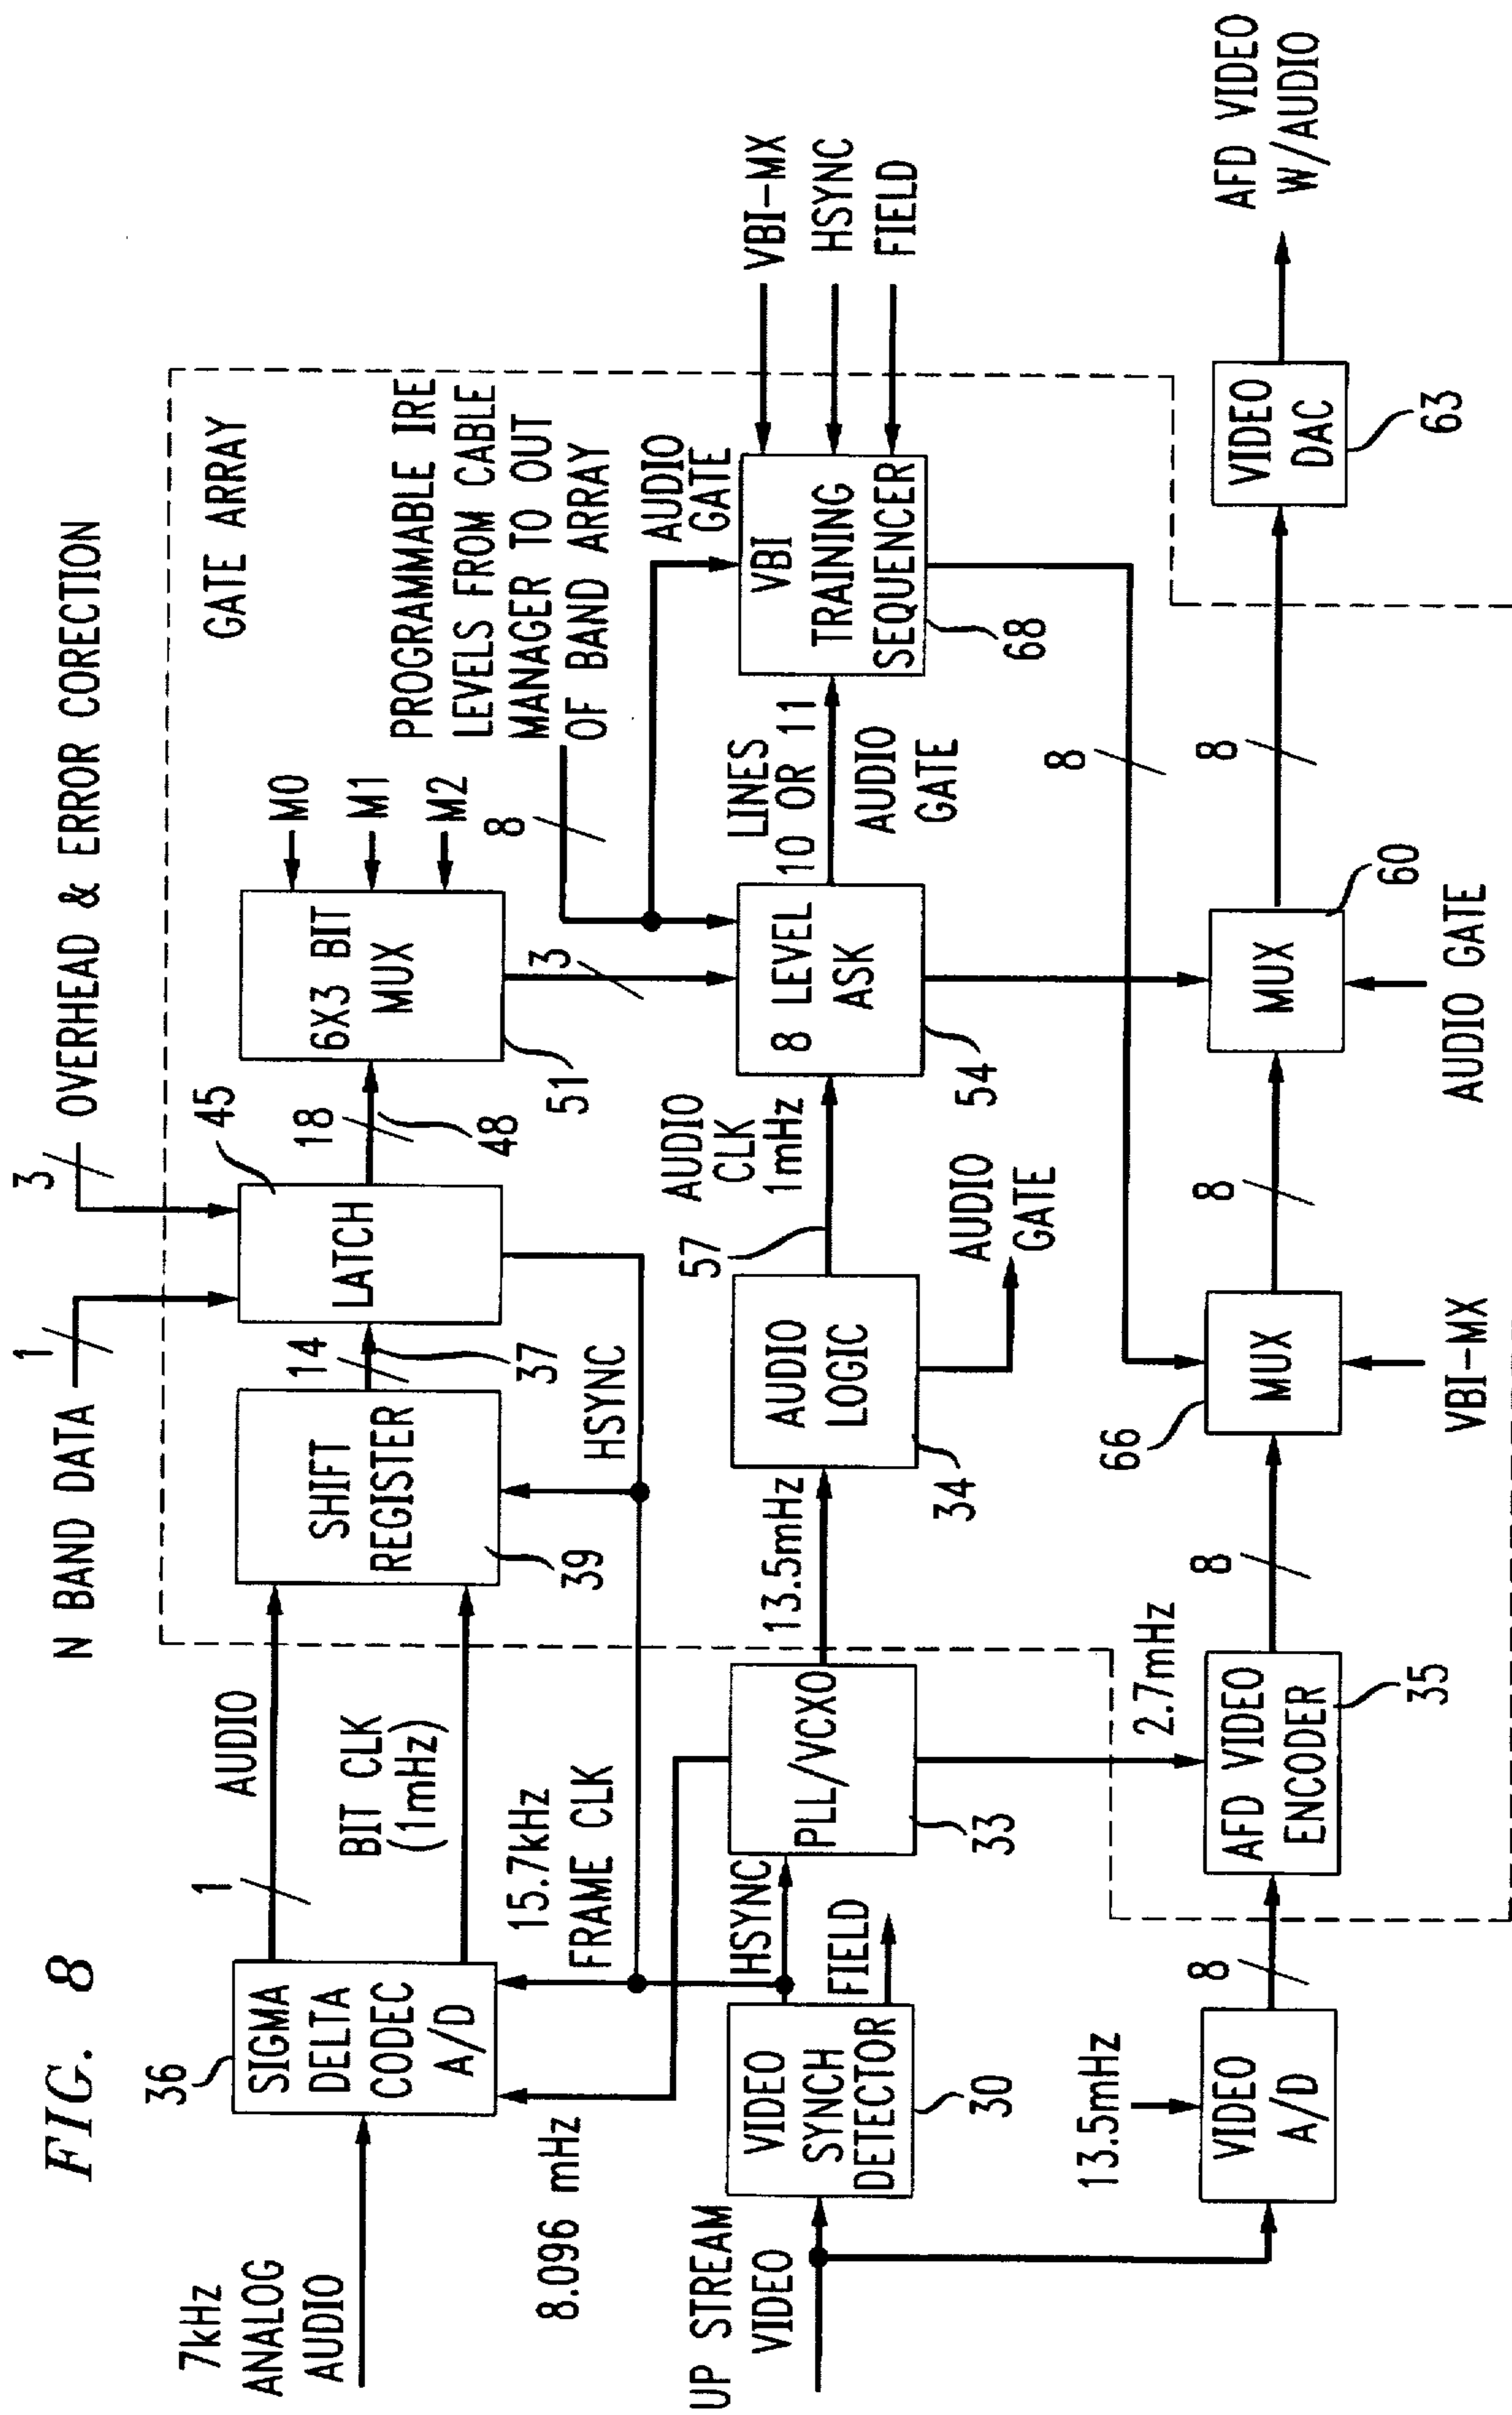 FIG. 8
7kHz
ANALOG
AUDIO
36
SIGMA
DELTA
CODEC
A/D
8.096 mHz
1
AUDIO
BIT CLK
(1mHz)
15.7kHz
FRAME CLK
N BAND DATA
1
3
OVERHEAD & ERROR CORECTION
GATE ARRAY
SHIFT
REGISTER
39
14
37
HSYNC
LATCH
45
18
48
6X3 BIT
MUX
51
M0
M1
M2
3
8
PROGRAMMABLE IRE
LEVELS FROM CABLE
MANAGER TO OUT
OF BAND ARRAY
UP STREAM
VIDEO
VIDEO
SYNCH
DETECTOR
30
HSYNC
FIELD
PLL/VCXO
33
13.5mHz
AUDIO
LOGIC
34
57
AUDIO
CLK
1mHz
AUDIO
GATE
8 LEVEL
ASK
54
LINES
10 OR 11
AUDIO
GATE
AUDIO
GATE
VBI
TRAINING
SEQUENCER
68
VBI-MX
HSYNC
FIELD
8
13.5mHz
VIDEO
A/D
8
2.7mHz
AFD VIDEO
ENCODER
35
8
66
MUX
VBI-MX
8
MUX
60
AUDIO GATE
8
VIDEO
DAC
63
AFD VIDEO
W/AUDIO